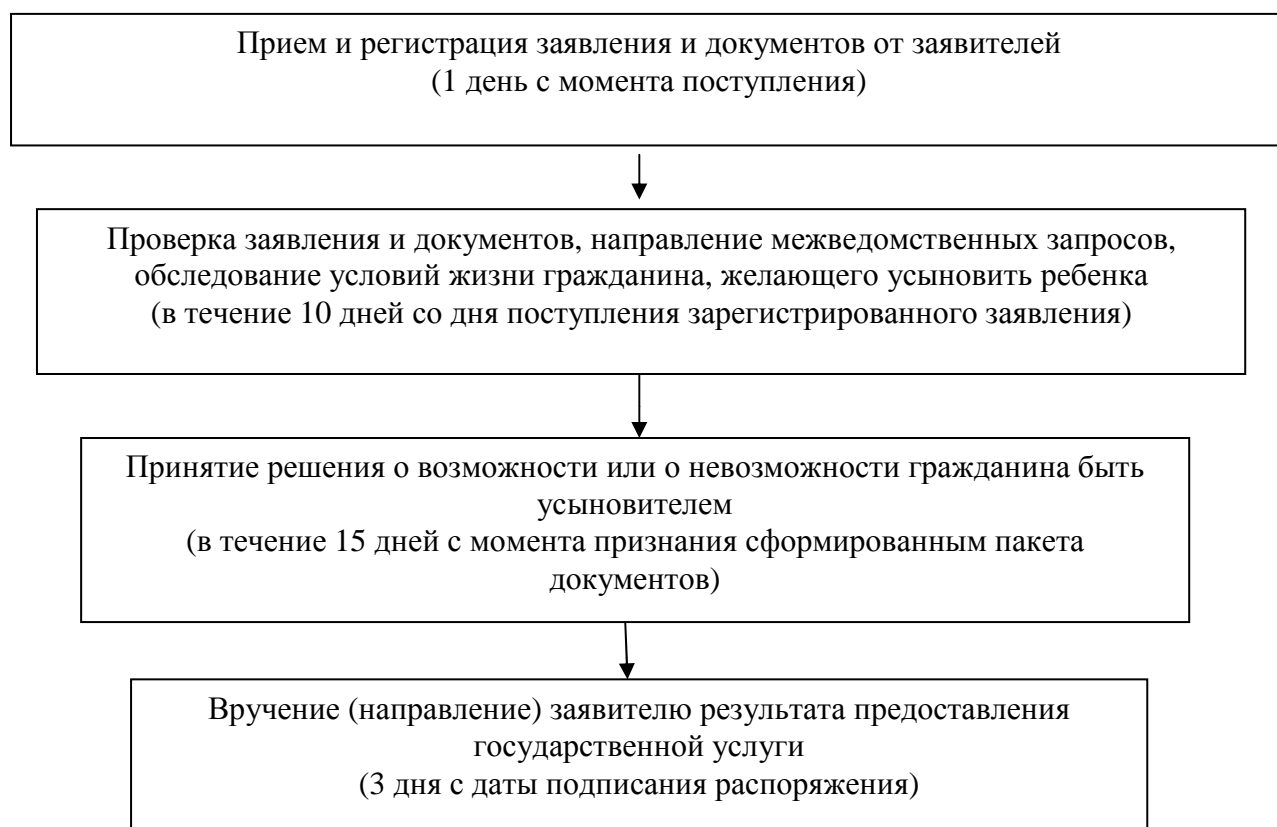 Прием и регистрация заявления и документов от заявителей
(1 день с момента поступления)
Проверка заявления и документов, направление межведомственных запросов,
обследование условий жизни гражданина, желающего усыновить ребенка
(в течение 10 дней со дня поступления зарегистрированного заявления)
Принятие решения о возможности или о невозможности гражданина быть
усыновителем
(в течение 15 дней с момента признания сформированным пакета
документов)
Вручение (направление) заявителю результата предоставления
государственной услуги
(3 дня с даты подписания распоряжения)